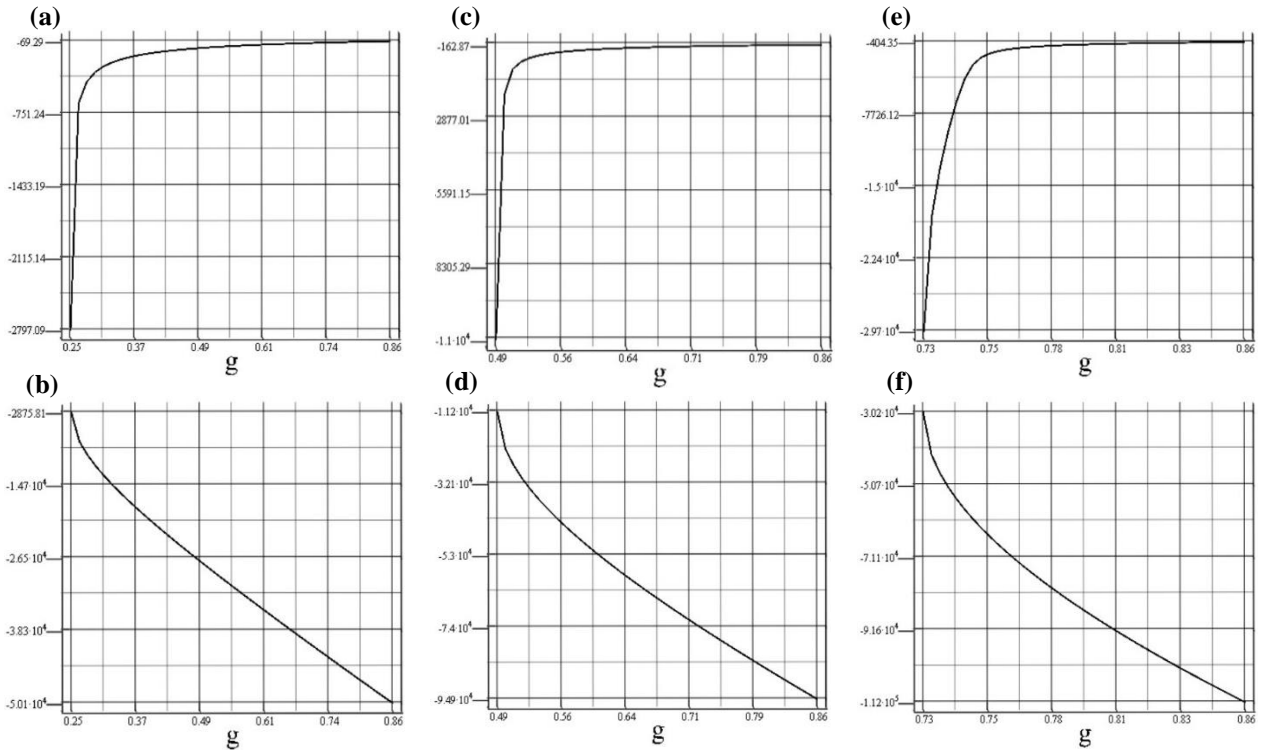 (a)
-69.29
-751.24
-1433.19
-2115.14
-2797.09
0.25 0.37 0.49 0.61 0.74 0.86
g
(c)
-162.87
-2877.01
-5591.15
-8305.29
-1.1·10⁴
0.49 0.56 0.64 0.71 0.79 0.86
g
(e)
-404.35
-7726.12
-1.5·10⁴
-2.24·10⁴
-2.97·10⁴
0.73 0.75 0.78 0.81 0.83 0.86
g
(b)
-2875.81
-1.47·10⁴
-2.65·10⁴
-3.83·10⁴
-5.01·10⁴
0.25 0.37 0.49 0.61 0.74 0.86
g
(d)
-1.12·10⁴
-3.21·10⁴
-5.3·10⁴
-7.4·10⁴
-9.49·10⁴
0.49 0.56 0.64 0.71 0.79 0.86
g
(f)
-3.02·10⁴
-5.07·10⁴
-7.11·10⁴
-9.16·10⁴
-1.12·10⁵
0.73 0.75 0.78 0.81 0.83 0.86
g